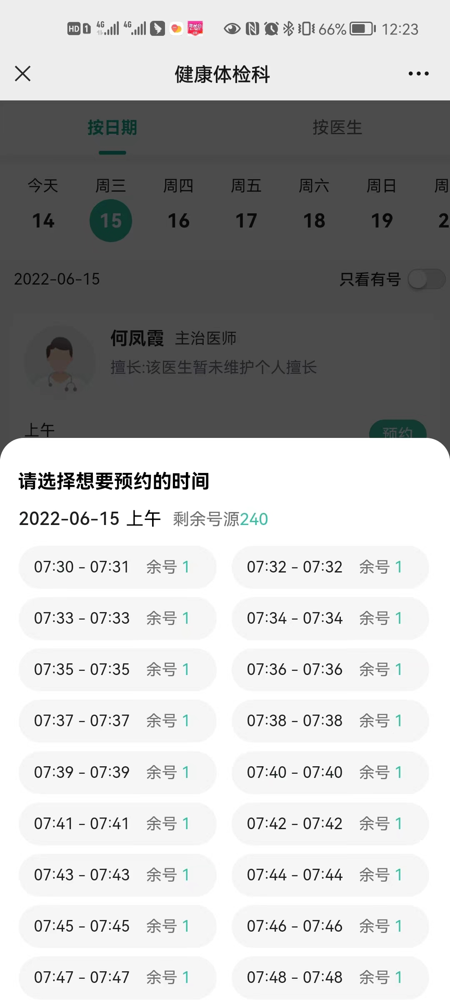 HD 1 4G 4G 唯品会 66% 12:23
健康体检科
按日期 按医生
今天 周三 周四 周五 周六 周日 周
14 15 16 17 18 19 2
2022-06-15 只看有号
何凤霞 主治医师
擅长:该医生暂未维护个人擅长
上午 预约
请选择想要预约的时间
2022-06-15 上午 剩余号源240
07:30 - 07:31 余号 1 07:32 - 07:32 余号 1
07:33 - 07:33 余号 1 07:34 - 07:34 余号 1
07:35 - 07:35 余号 1 07:36 - 07:36 余号 1
07:37 - 07:37 余号 1 07:38 - 07:38 余号 1
07:39 - 07:39 余号 1 07:40 - 07:40 余号 1
07:41 - 07:41 余号 1 07:42 - 07:42 余号 1
07:43 - 07:43 余号 1 07:44 - 07:44 余号 1
07:45 - 07:45 余号 1 07:46 - 07:46 余号 1
07:47 - 07:47 余号 1 07:48 - 07:48 余号 1